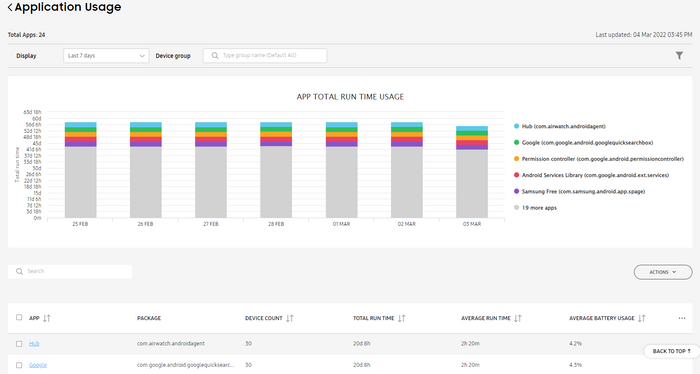 Application Usage
Total Apps: 24
Last updated: 04 Mar 2022 03:45 PM
Display
Last 7 days
Device group
Type group name (Default All)
APP TOTAL RUN TIME USAGE
Total run time
63d 18h
60d
56d 6h
52d 12h
48d 18h
45d
41d 6h
37d 12h
33d 18h
30d
26d 6h
22d 12h
18d 18h
15d
11d 6h
7d 12h
3d 18h
0m
25 FEB
26 FEB
27 FEB
28 FEB
01 MAR
02 MAR
03 MAR
Hub (com.airwatch.androidagent)
Google (com.google.android.googlequicksearchbox)
Permission controller (com.google.android.permissioncontroller)
Android Services Library (com.google.android.ext.services)
Samsung Free (com.samsung.android.app.spage)
19 more apps
Search
ACTIONS
APP PACKAGE DEVICE COUNT TOTAL RUN TIME AVERAGE RUN TIME AVERAGE BATTERY USAGE ...
Hub com.airwatch.androidagent 30 20d 8h 2h 20m 4.2%
BACK TO TOP
Google com.google.android.googlequicksearc... 30 20d 8h 2h 20m 4.3%